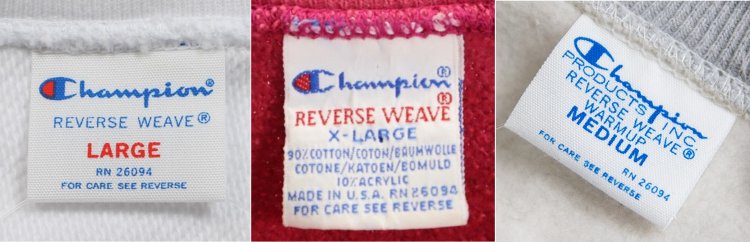 Champion®
REVERSE WEAVE®
LARGE
RN 26094
FOR CARE SEE REVERSE
Champion®
REVERSE WEAVE®
X-LARGE
90% COTTON/COTON/BAUMWOLLE
COTONE/KATOEN/BOMULD
10% ACRYLIC
MADE IN U.S.A. RN 26094
FOR CARE SEE REVERSE
Champion
PRODUCTS INC.
REVERSE WEAVE®
WARMUP
MEDIUM
RN 26094
FOR CARE SEE REVERSE